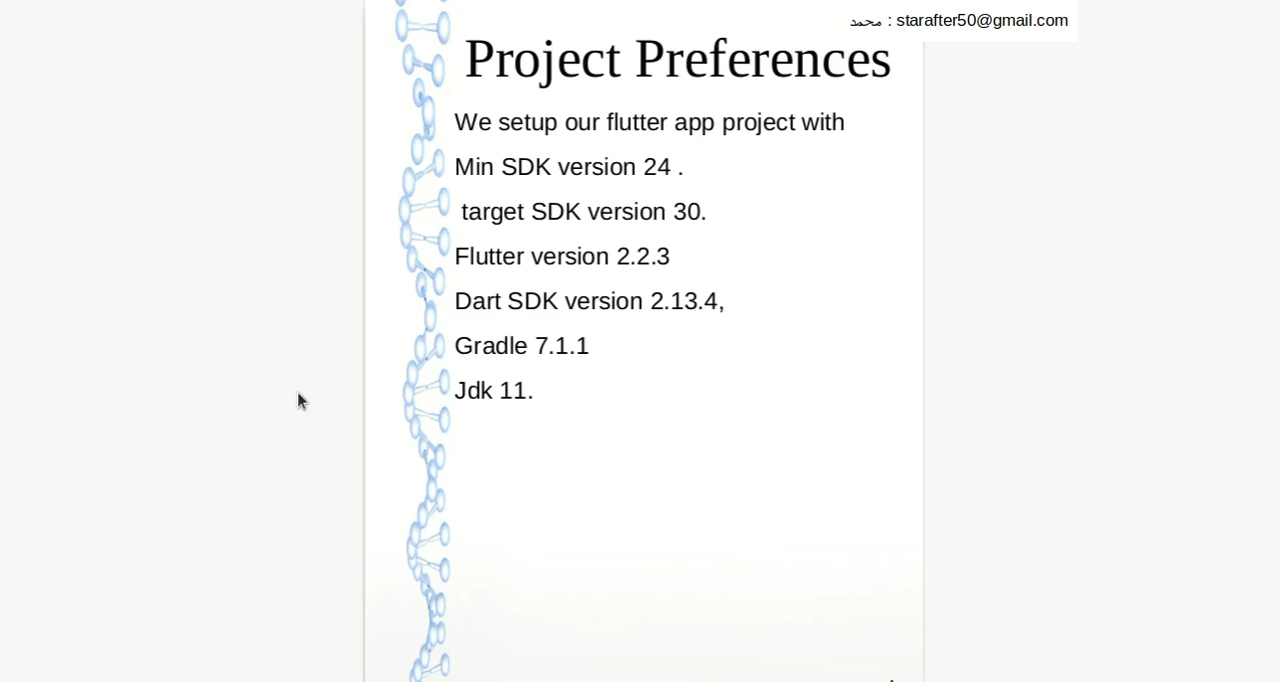 محمد : starafter50@gmail.com
Project Preferences
We setup our flutter app project with
Min SDK version 24 .
target SDK version 30.
Flutter version 2.2.3
Dart SDK version 2.13.4,
Gradle 7.1.1
Jdk 11.